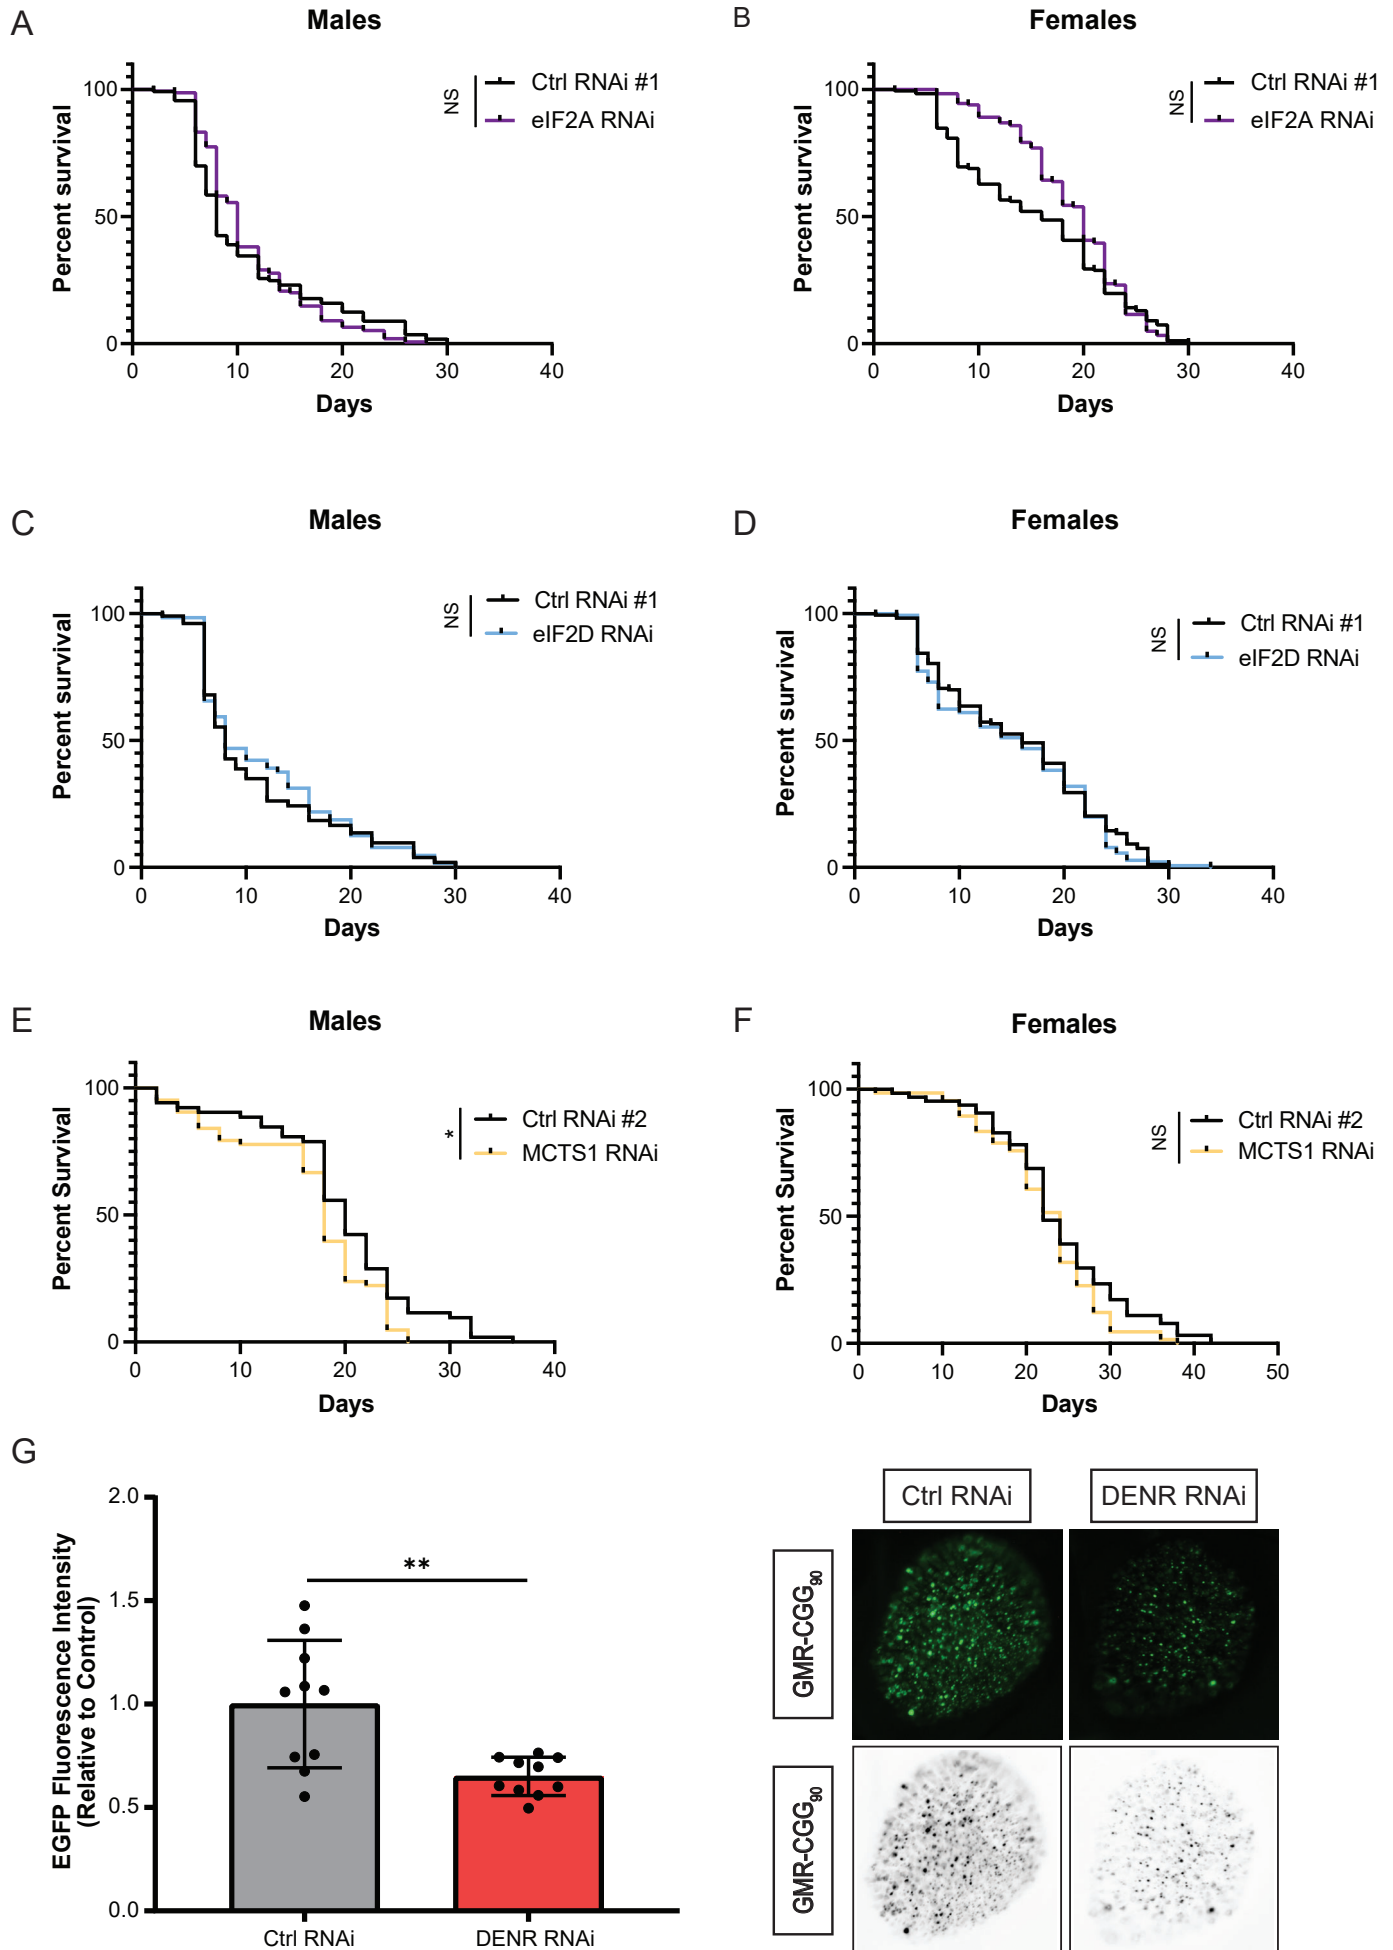 A
Males
Percent survival
100
50
0
0 10 20 30 40
Days
NS
Ctrl RNAi #1
eIF2A RNAi
B
Females
Percent survival
100
50
0
0 10 20 30 40
Days
NS
Ctrl RNAi #1
eIF2A RNAi
C
Males
Percent survival
100
50
0
0 10 20 30 40
Days
NS
Ctrl RNAi #1
eIF2D RNAi
D
Females
Percent survival
100
50
0
0 10 20 30 40
Days
NS
Ctrl RNAi #1
eIF2D RNAi
E
Males
Percent Survival
100
50
0
0 10 20 30 40
Days
*
Ctrl RNAi #2
MCTS1 RNAi
F
Females
Percent Survival
100
50
0
0 10 20 30 40 50
Days
NS
Ctrl RNAi #2
MCTS1 RNAi
G
EGFP Fluorescence Intensity
(Relative to Control)
2.0
1.5
1.0
0.5
0.0
**
Ctrl RNAi DENR RNAi
Ctrl RNAi DENR RNAi
GMR-CGG90
GMR-CGG90